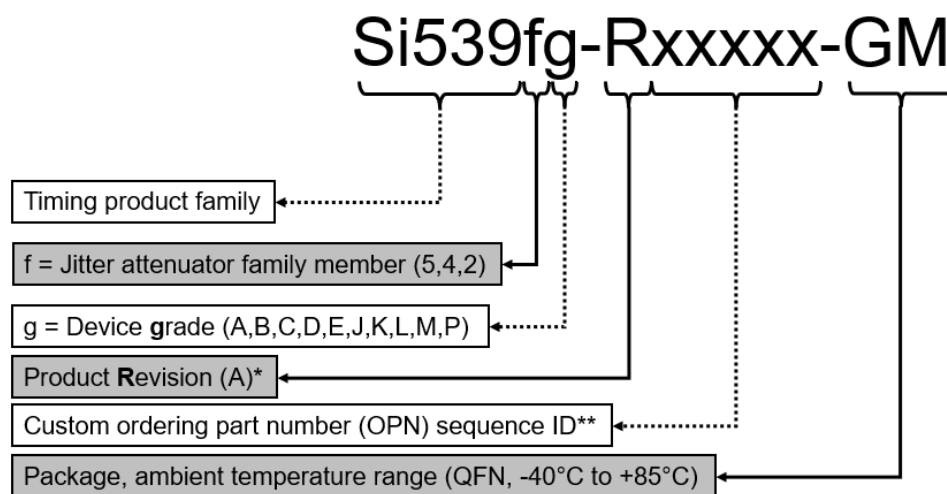 Si539fg-Rxxxxx-GM
Timing product family
f = Jitter attenuator family member (5,4,2)
g = Device grade (A,B,C,D,E,J,K,L,M,P)
Product Revision (A)*
Custom ordering part number (OPN) sequence ID**
Package, ambient temperature range (QFN, -40°C to +85°C)